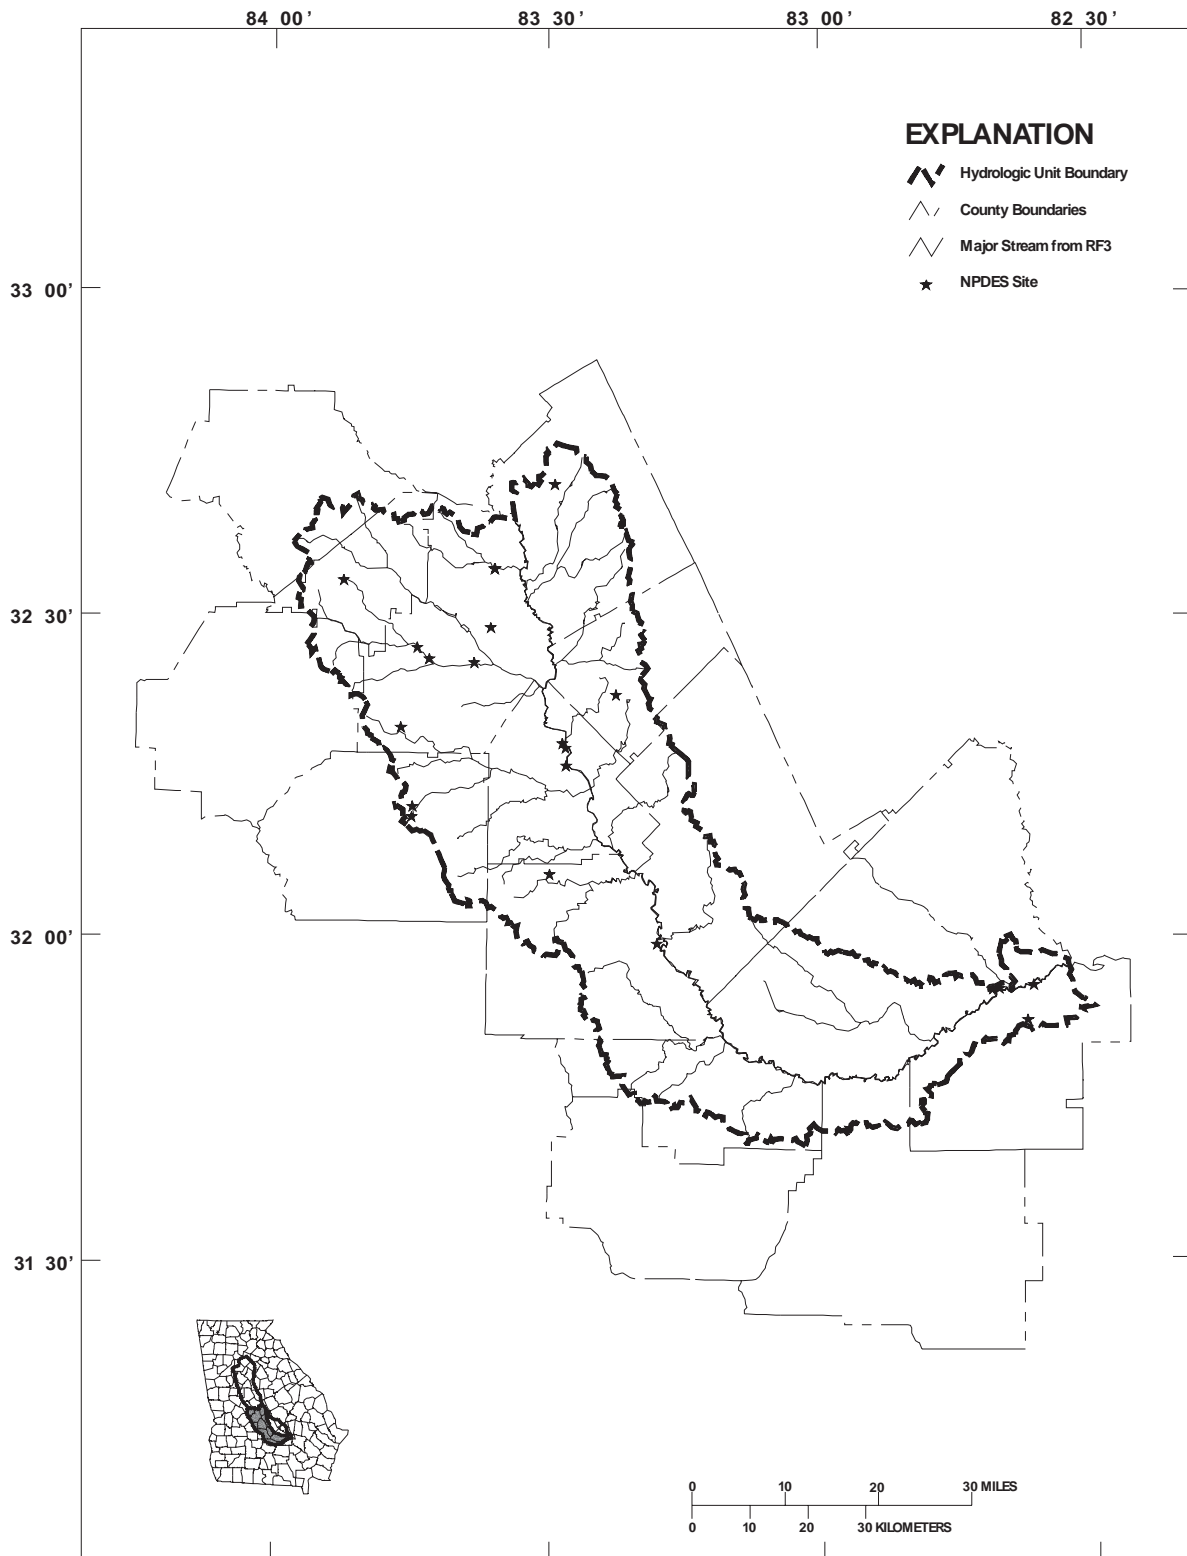 84 00' 83 30' 83 00' 82 30'
EXPLANATION
Hydrologic Unit Boundary
County Boundaries
Major Stream from RF3
NPDES Site
33 00'
32 30'
32 00'
31 30'
0 10 20 30 MILES
0 10 20 30 KILOMETERS